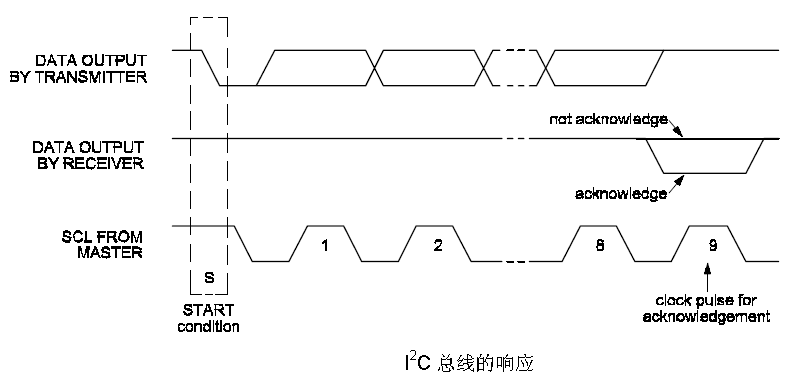 DATA OUTPUT
BY TRANSMITTER
not acknowledge
DATA OUTPUT
BY RECEIVER
acknowledge
SCL FROM
MASTER
1
2
8
9
S
START
condition
clock pulse for
acknowledgement
I²C 总线的响应